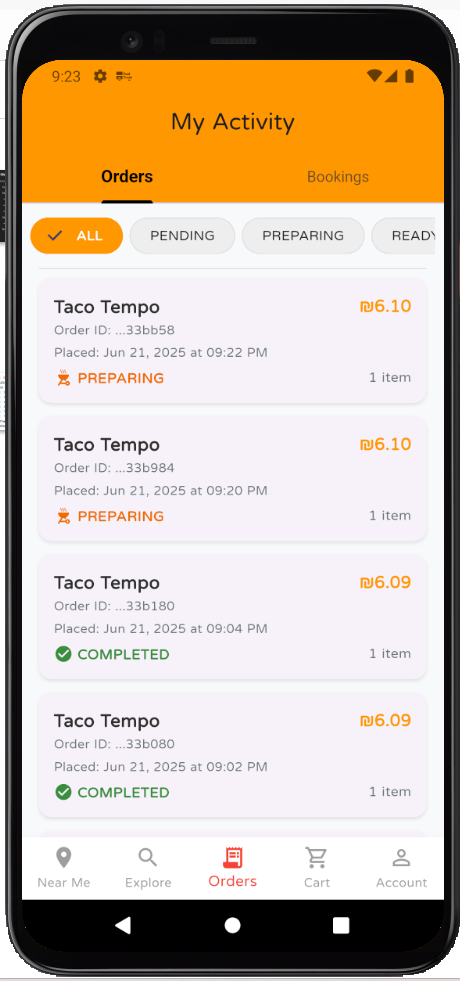 9:23
My Activity
Orders
Bookings
ALL
PENDING
PREPARING
READY
Taco Tempo
₪6.10
Order ID: ...33bb58
Placed: Jun 21, 2025 at 09:22 PM
PREPARING
1 item
Taco Tempo
₪6.10
Order ID: ...33b984
Placed: Jun 21, 2025 at 09:20 PM
PREPARING
1 item
Taco Tempo
₪6.09
Order ID: ...33b180
Placed: Jun 21, 2025 at 09:04 PM
COMPLETED
1 item
Taco Tempo
₪6.09
Order ID: ...33b080
Placed: Jun 21, 2025 at 09:02 PM
COMPLETED
1 item
Near Me
Explore
Orders
Cart
Account